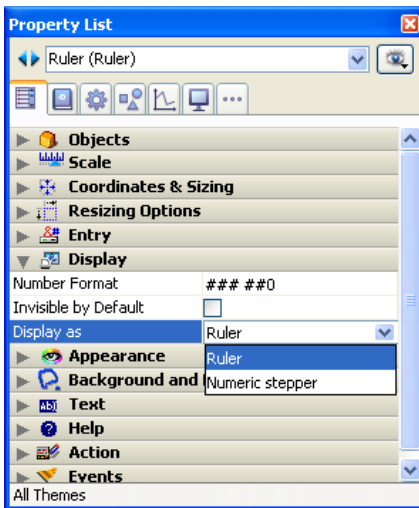 Property List
Ruler (Ruler)
Objects
Scale
Coordinates & Sizing
Resizing Options
Entry
Display
Number Format ### ##0
Invisible by Default
Display as Ruler
Appearance Ruler
Background and Numeric stepper
Text
Help
Action
Events
All Themes